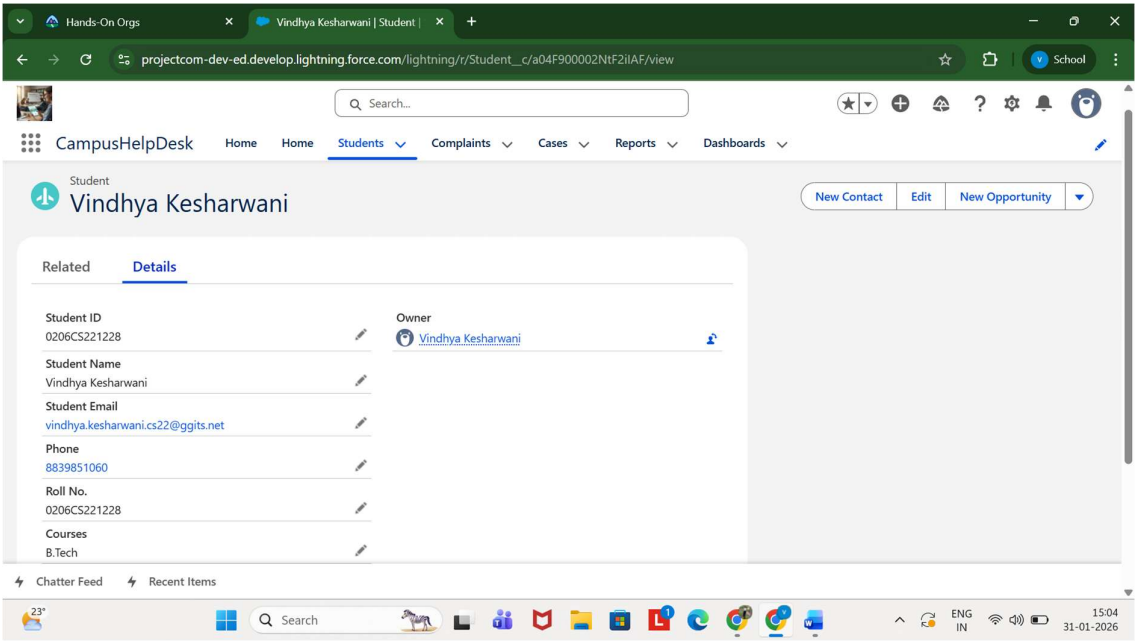 Hands-On Orgs
Vindhya Kesharwani | Student |
projectcom-dev-ed.develop.lightning.force.com/lightning/r/Student__c/a04F900002NtF2iIAF/view
V School
Search...
CampusHelpDesk Home Home Students Complaints Cases Reports Dashboards
Student
Vindhya Kesharwani
New Contact Edit New Opportunity
Related Details
Student ID
0206CS221228
Owner
Vindhya Kesharwani
Student Name
Vindhya Kesharwani
Student Email
vindhya.kesharwani.cs22@ggits.net
Phone
8839851060
Roll No.
0206CS221228
Courses
B.Tech
Chatter Feed Recent Items
23°
Search
1
ENG
IN
15:04
31-01-2026